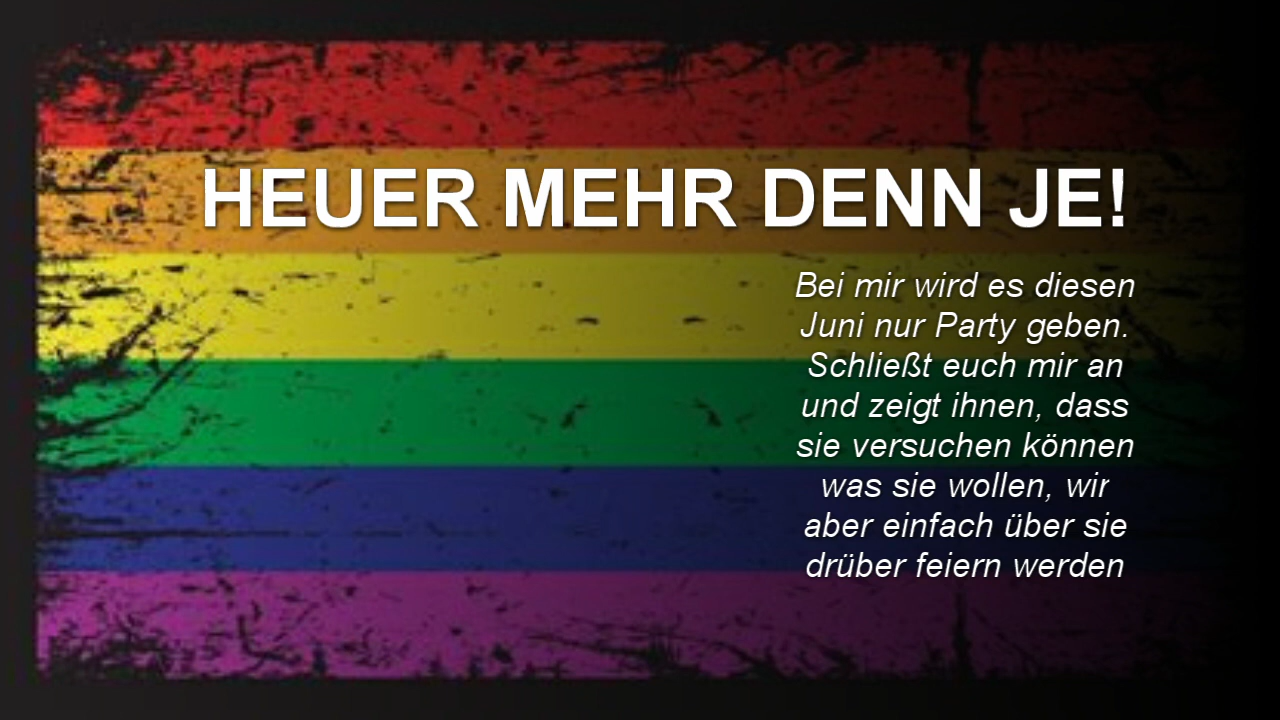 HEUER MEHR DENN JE!
Bei mir wird es diesen
Juni nur Party geben.
Schließt euch mir an
und zeigt ihnen, dass
sie versuchen können
was sie wollen, wir
aber einfach über sie
drüber feiern werden